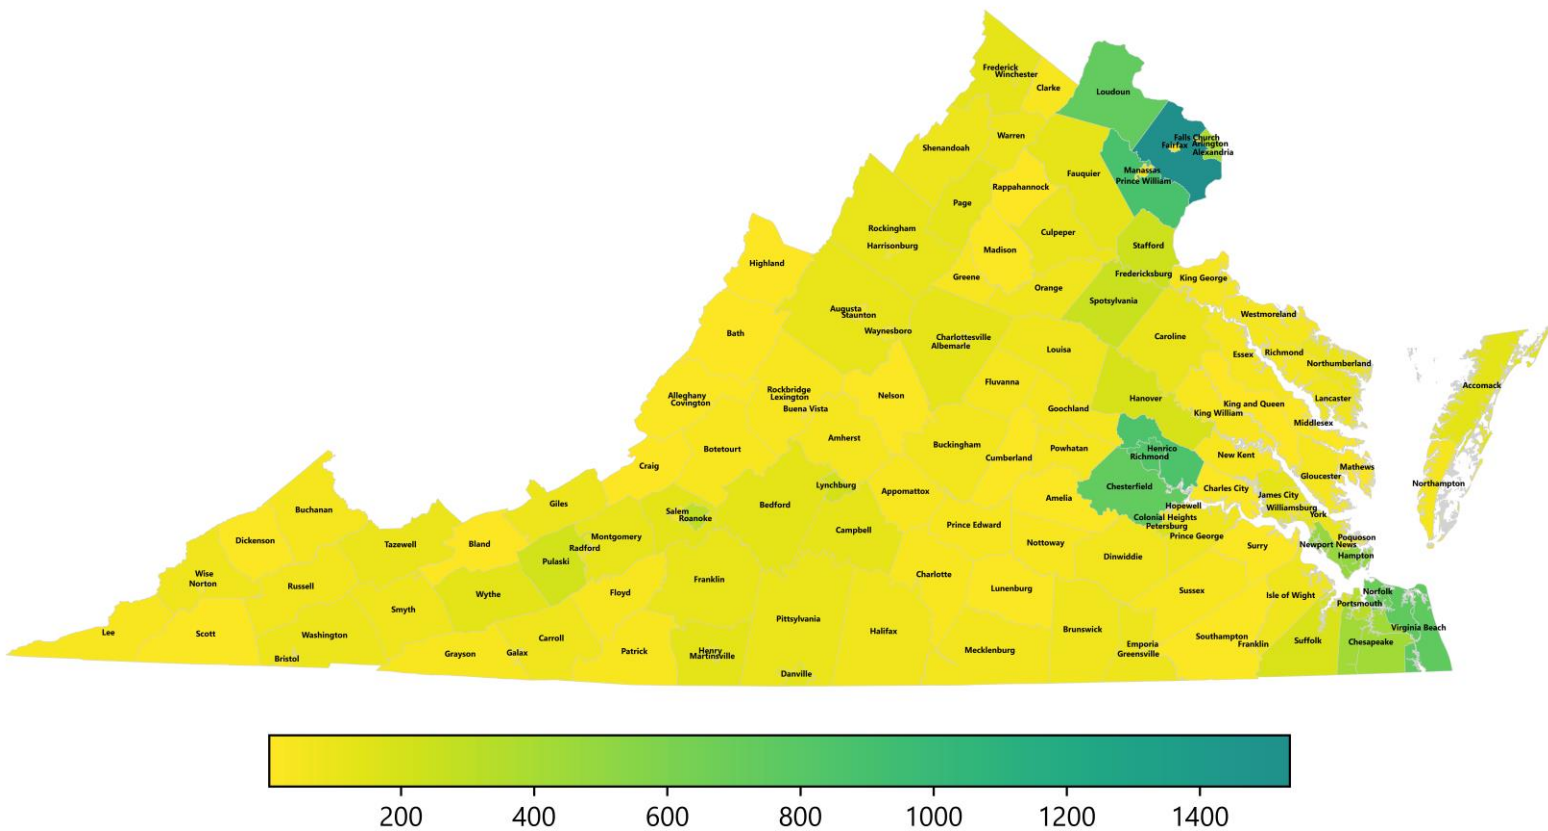 Frederick
Winchester
Clarke
Loudoun
Warren
Shenandoah
Falls Church
Fairfax
Arlington
Alexandria
Fauquier
Manassas
Prince William
Rappahannock
Page
Rockingham
Harrisonburg
Culpeper
Madison
Stafford
Highland
Greene
Fredericksburg
King George
Orange
Spotsylvania
Augusta
Staunton
Waynesboro
Westmoreland
Bath
Charlottesville
Albemarle
Caroline
Louisa
Essex
Richmond
Northumberland
Fluvanna
Accomack
Alleghany
Covington
Rockbridge
Lexington
Buena Vista
Nelson
Goochland
Hanover
King and Queen
King William
Lancaster
Middlesex
Botetourt
Amherst
Buckingham
Cumberland
Powhatan
Henrico
Richmond
New Kent
Craig
Gloucester
Mathews
Northampton
Lynchburg
Appomattox
Amelia
Chesterfield
Charles City
James City
Williamsburg
York
Buchanan
Giles
Salem
Roanoke
Bedford
Hopewell
Colonial Heights
Petersburg
Prince George
Dickenson
Tazewell
Bland
Montgomery
Radford
Pulaski
Campbell
Prince Edward
Nottoway
Dinwiddie
Surry
Newport News
Poquoson
Hampton
Wise
Norton
Russell
Smyth
Wythe
Floyd
Franklin
Charlotte
Lunenburg
Sussex
Isle of Wight
Norfolk
Portsmouth
Virginia Beach
Lee
Scott
Washington
Bristol
Grayson
Galax
Carroll
Patrick
Henry
Martinsville
Pittsylvania
Danville
Halifax
Mecklenburg
Brunswick
Emporia
Greensville
Southampton
Franklin
Suffolk
Chesapeake
200 400 600 800 1000 1200 1400